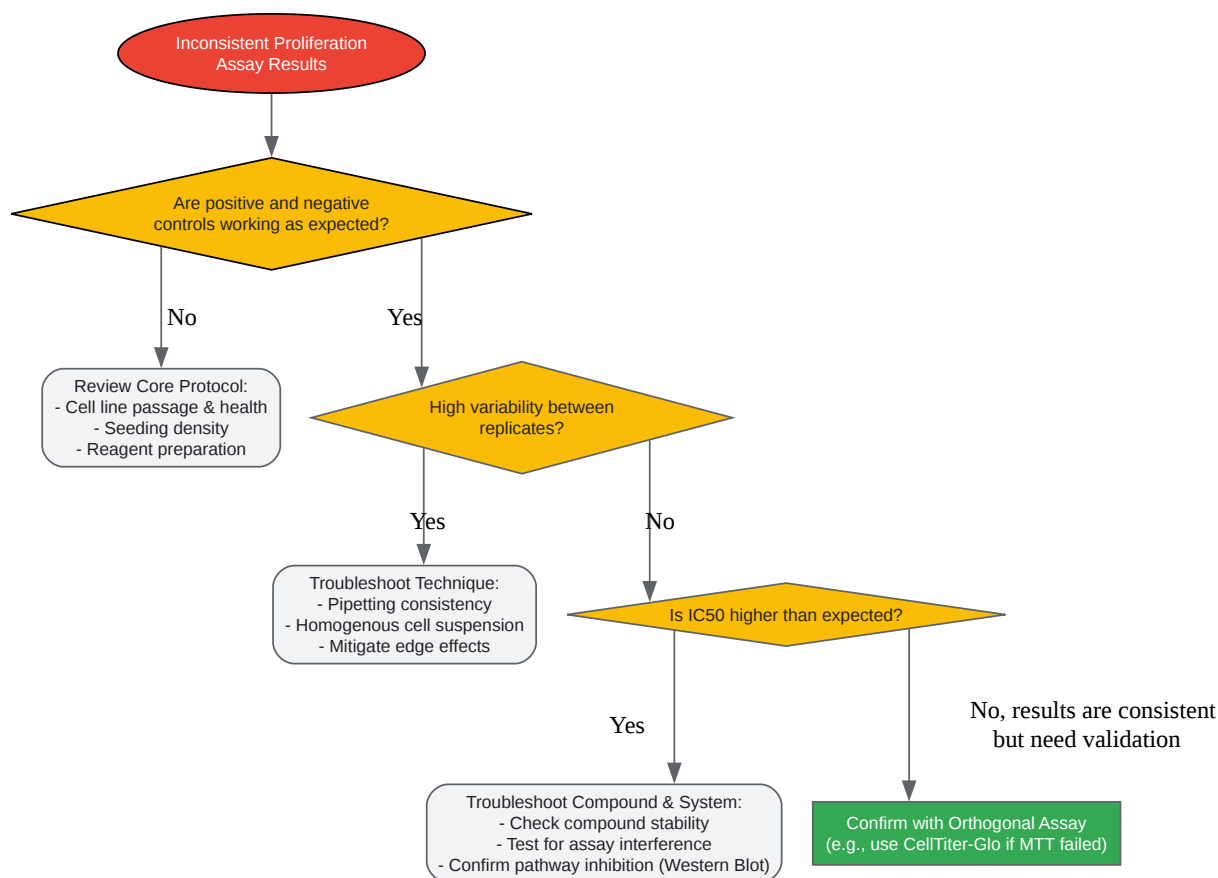 Inconsistent Proliferation
Assay Results
Are positive and negative
controls working as expected?
No
Yes
Review Core Protocol:
- Cell line passage & health
- Seeding density
- Reagent preparation
High variability between
replicates?
Yes
No
Troubleshoot Technique:
- Pipetting consistency
- Homogenous cell suspension
- Mitigate edge effects
Is IC50 higher than expected?
Yes
No, results are consistent
but need validation
Troubleshoot Compound & System:
- Check compound stability
- Test for assay interference
- Confirm pathway inhibition (Western Blot)
Confirm with Orthogonal Assay
(e.g., use CellTiter-Glo if MTT failed)